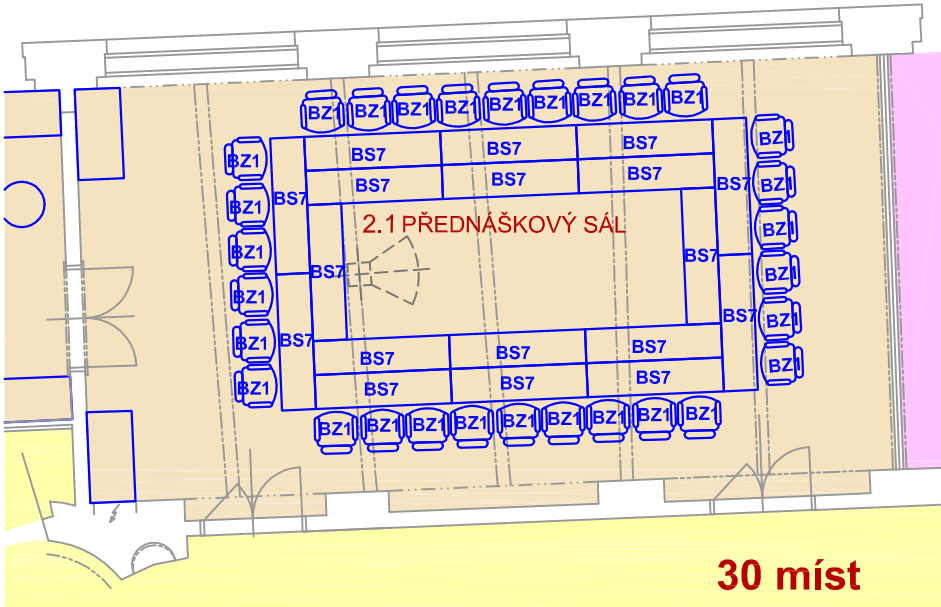 BZ1 BZ1 BZ1 BZ1 BZ1 BZ1 BZ1 BZ1 BZ1
BZ1 BS7 BS7 BS7 BZ1
BS7 BS7 BS7 BS7 BS7
BZ1 BZ1
2.1 PŘEDNÁŠKOVÝ SÁL
BZ1 BZ1
BS7 BS7
BZ1 BZ1
BS7 BS7
BZ1 BZ1
BS7 BS7 BS7
BZ1 BS7 BS7 BS7 BZ1
BZ1 BZ1 BZ1 BZ1 BZ1 BZ1 BZ1 BZ1 BZ1
30 míst